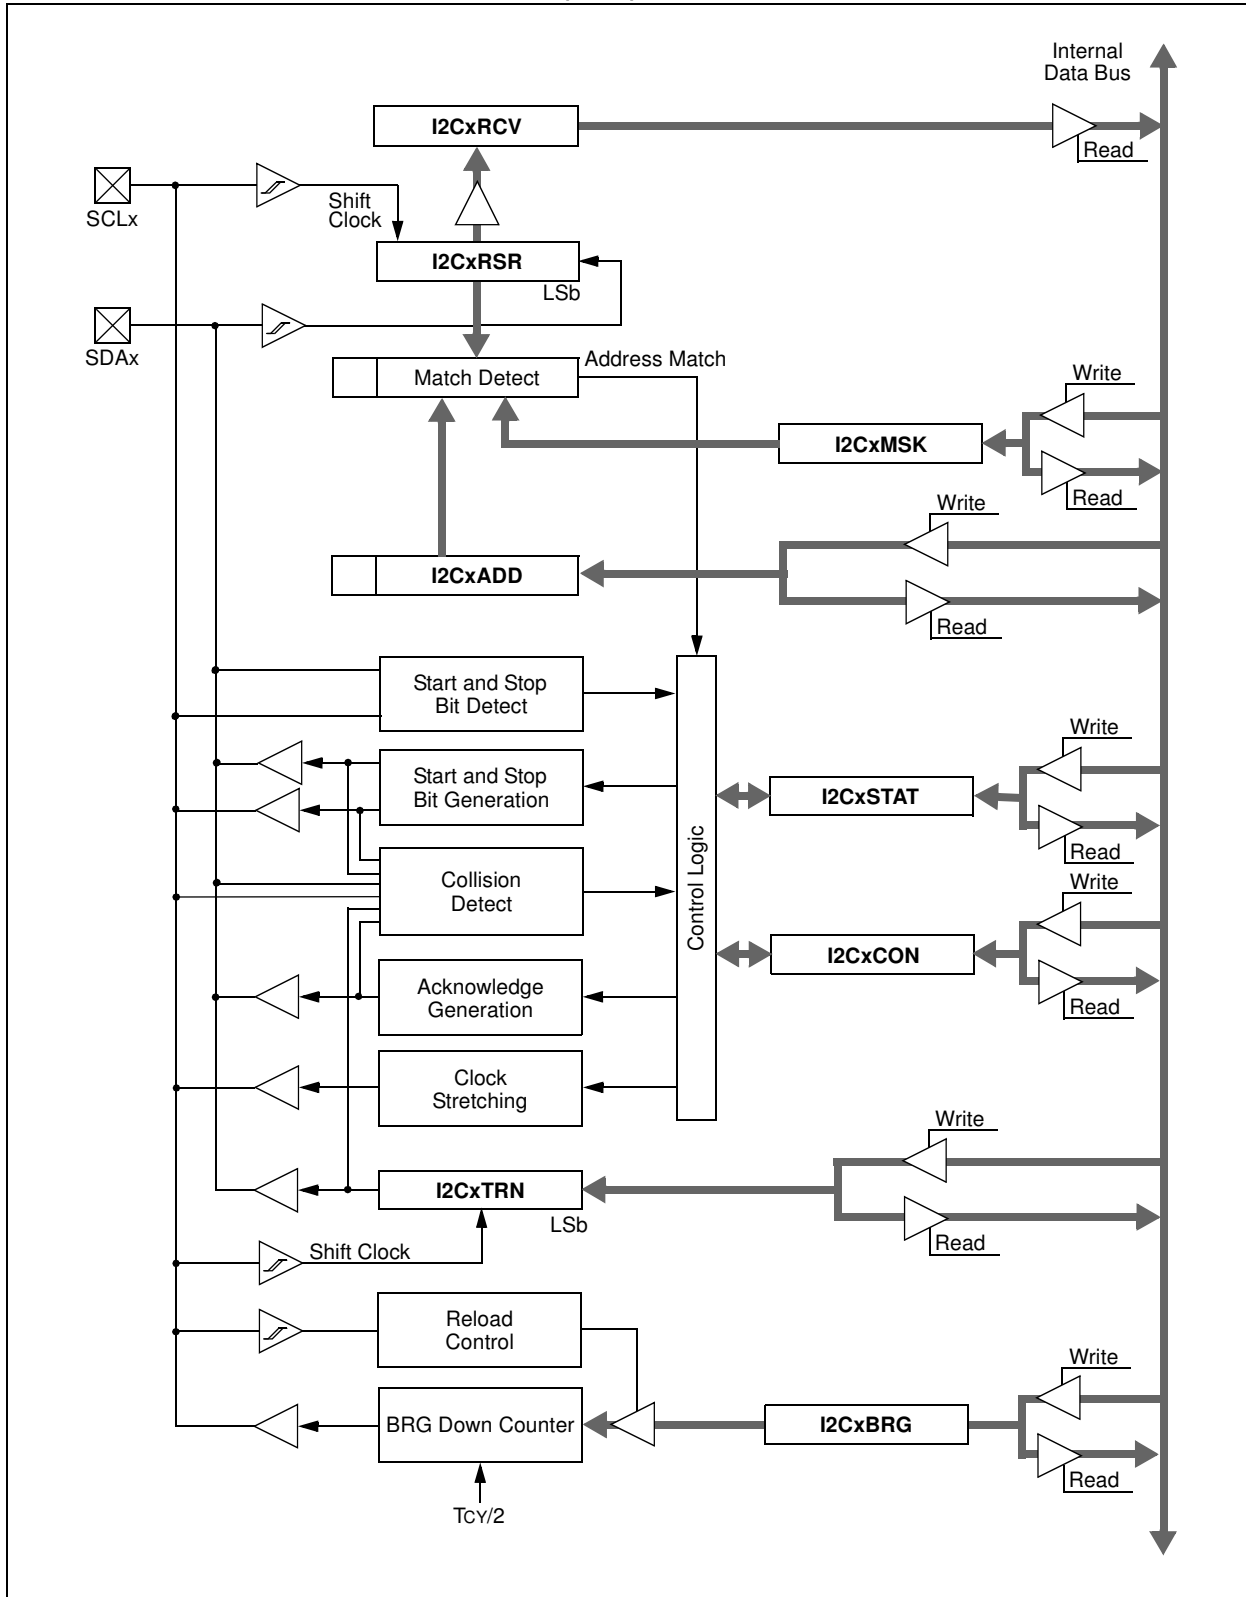 Internal
Data Bus
I2CxRCV
Read
SCLx
Shift
Clock
I2CxRSR
LSb
SDAx
Match Detect
Address Match
Write
I2CxMSK
Read
Write
I2CxADD
Read
Start and Stop
Bit Detect
Write
Start and Stop
Bit Generation
I2CxSTAT
Read
Control Logic
Collision
Detect
Write
I2CxCON
Read
Acknowledge
Generation
Clock
Stretching
Write
I2CxTRN
LSb
Read
Shift Clock
Reload
Control
Write
BRG Down Counter
I2CxBRG
Read
TCY/2